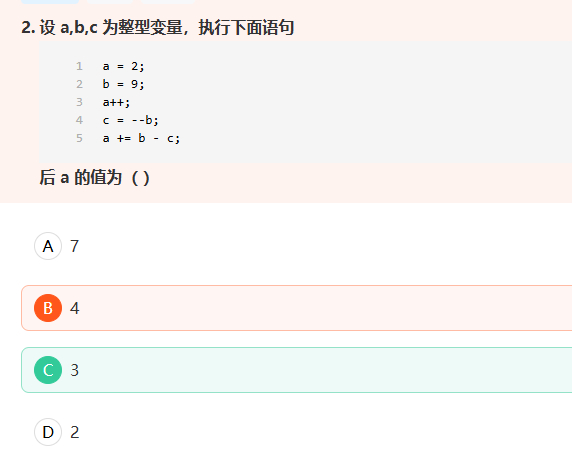 2. 设 a,b,c 为整型变量，执行下面语句
1 a = 2;
2 b = 9;
3 a++;
4 c = --b;
5 a += b - c;
后 a 的值为（ ）
A 7
B 4
C 3
D 2